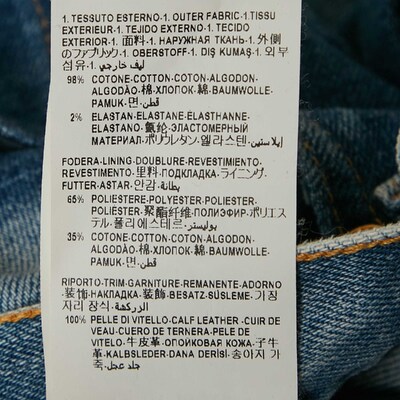 1. TESSUTO ESTERNO·1. OUTER FABRIC·1.TISSU
EXTERIEUR·1. TEJIDO EXTERNO·1. TECIDO
EXTERIOR·1. 面料·1. НАРУЖНАЯ ТКАНЬ·1. 外側
のファブリック·1. OBERSTOFF·1. DIŞ KUMAŞ·1. 외부
섬유·1. ليف خارجي
98% COTONE·COTTON·COTON·ALGODON·
ALGODÃO·棉·ХЛОПОК·綿·BAUMWOLLE·
PAMUK·면·قطن
2% ELASTAN·ELASTANE·ÉLASTHANNE·
ELASTANO·氨纶·ЭЛАСТОМЕРНЫЙ
МАТЕРИАЛ·ポリウレタン·엘라스텐·إيلاستين
FODERA·LINING·DOUBLURE·REVESTIMIENTO·
REVESTIMENTO·里料·ПОДКЛАДКА·ライニング·
FUTTER·ASTAR·안감·بطانة
65% POLIESTERE·POLYESTER·POLIESTER·
POLIÉSTER·聚酯纤维·ПОЛИЭФИР·ポリエス
テル·폴리에스테르·بوليستر
35% COTONE·COTTON·COTON·ALGODON·
ALGODÃO·棉·ХЛОПОК·綿·BAUMWOLLE·
PAMUK·면·قطن
RIPORTO·TRIM·GARNITURE·REMANENTE·ADORNO
·装饰·НАКЛАДКА·装飾·BESATZ·SÜSLEME·가장
자리 장식·الزركشة
100% PELLE DI VITELLO·CALF LEATHER·CUIR DE
VEAU·CUERO DE TERNERA·PELE DE
VITELO·牛皮革·ОПОЙКОВАЯ КОЖА·子牛
革·KALBSLEDER·DANA DERİSİ·송아지 가
죽·جلد عجل